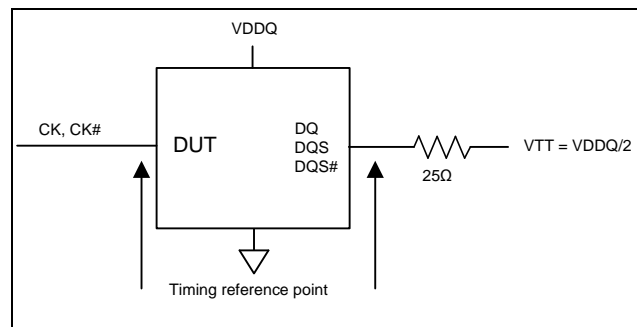 VDDQ
CK, CK#
DUT
DQ
DQS
DQS#
VTT = VDDQ/2
25Ω
Timing reference point